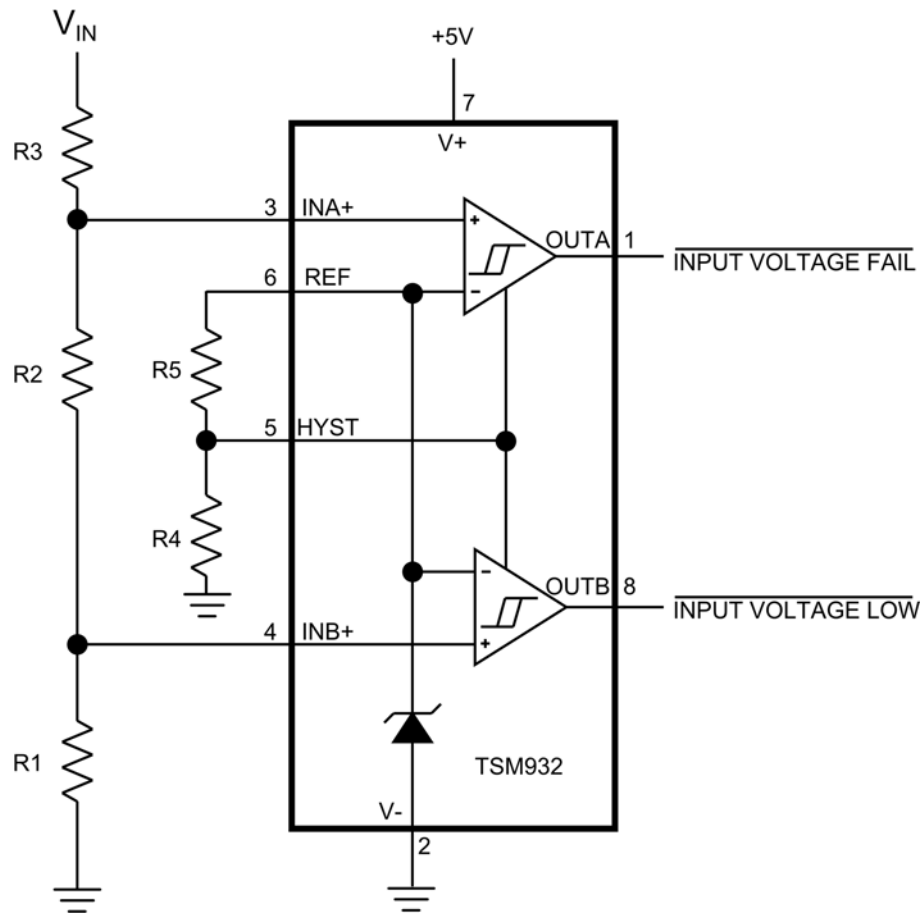 VIN
+5V
7
V+
R3
3 INA+
OUTA 1
INPUT VOLTAGE FAIL
6 REF
R2
R5
5 HYST
R4
OUTB 8
INPUT VOLTAGE LOW
4 INB+
R1
TSM932
V-
2